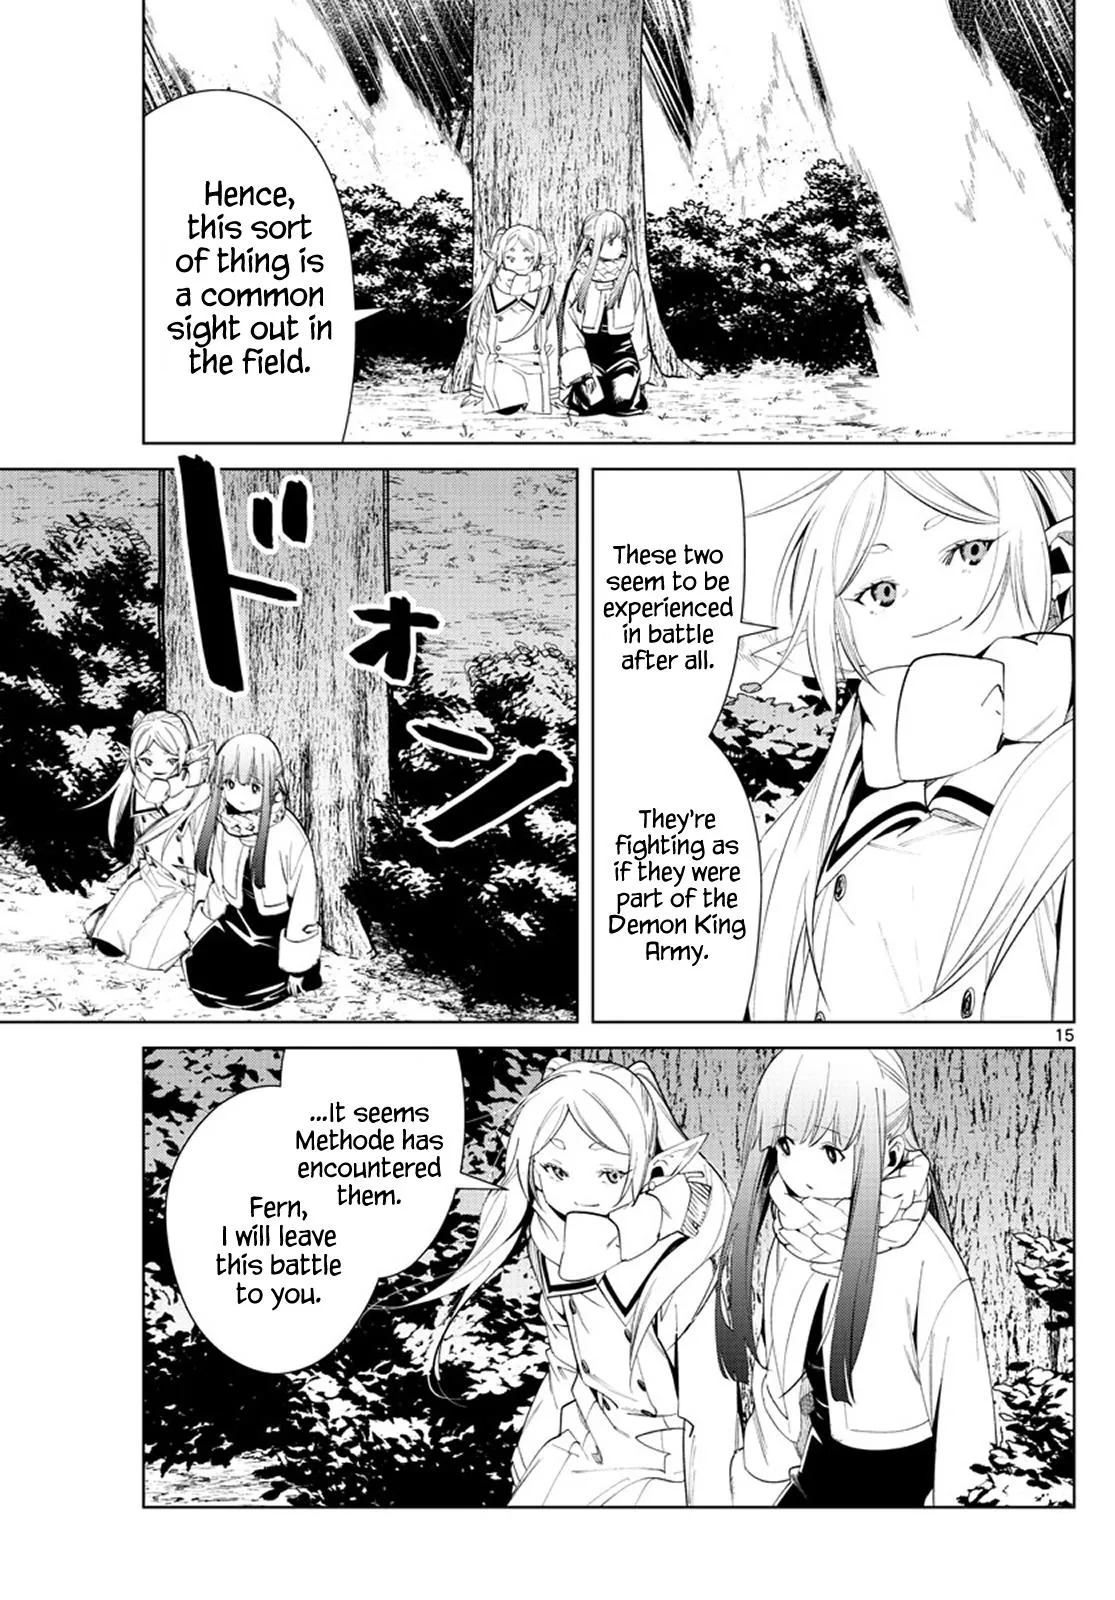 Hence,
this sort
of thing is
a common
sight out in
the field.
These two
seem to be
experienced
in battle
after all.
They're
fighting as
if they were
part of the
Demon King
Army.
ドォン
15
...It seems
Methode has
encountered
them.
Fern,
I will leave
this battle
to you.